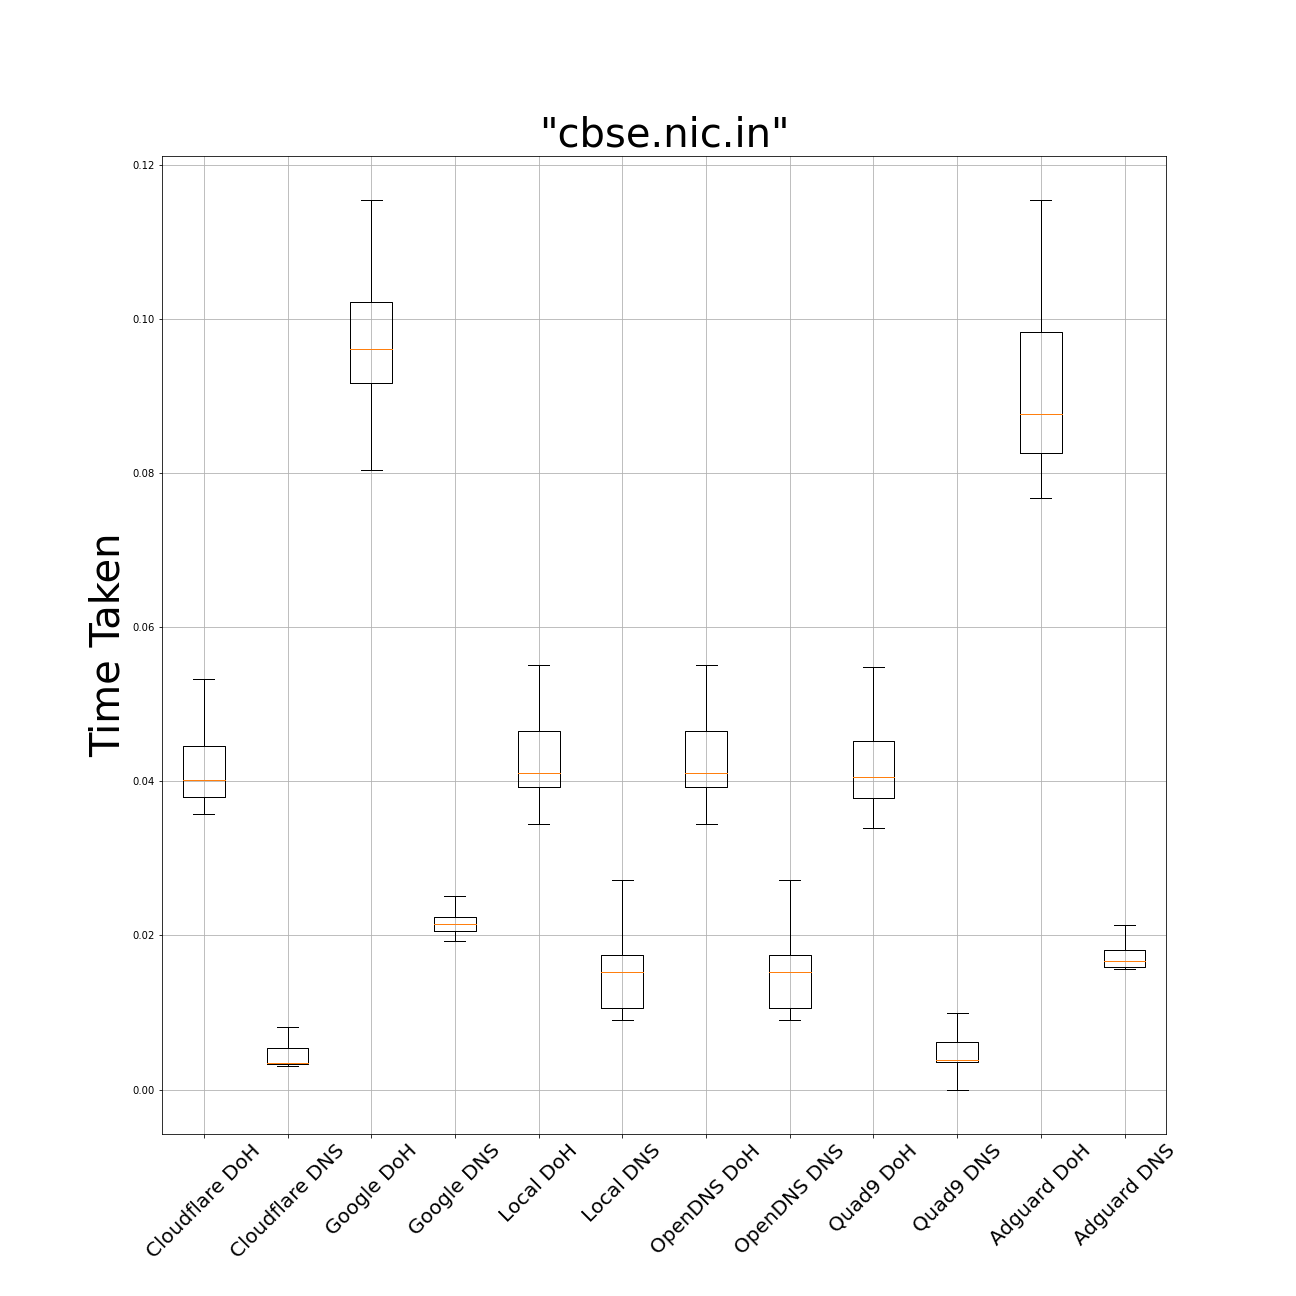 "cbse.nic.in"
Time Taken
0.12
0.10
0.08
0.06
0.04
0.02
0.00
Cloudflare DoH
Cloudflare DNS
Google DoH
Google DNS
Local DoH
Local DNS
OpenDNS DoH
OpenDNS DNS
Quad9 DoH
Quad9 DNS
Adguard DoH
Adguard DNS